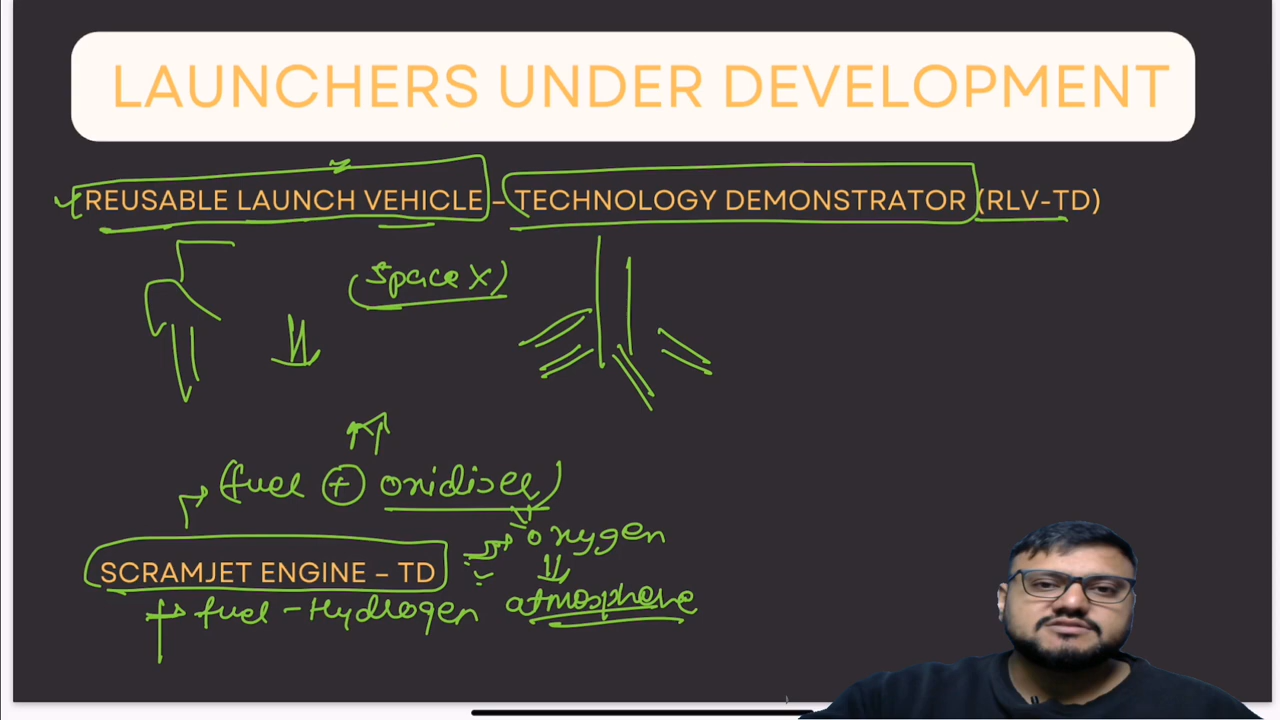 LAUNCHERS UNDER DEVELOPMENT
REUSABLE LAUNCH VEHICLE – TECHNOLOGY DEMONSTRATOR (RLV-TD)
(SpaceX)
(fuel + oxidiser)
oxygen
SCRAMJET ENGINE – TD
fuel - Hydrogen atmosphere